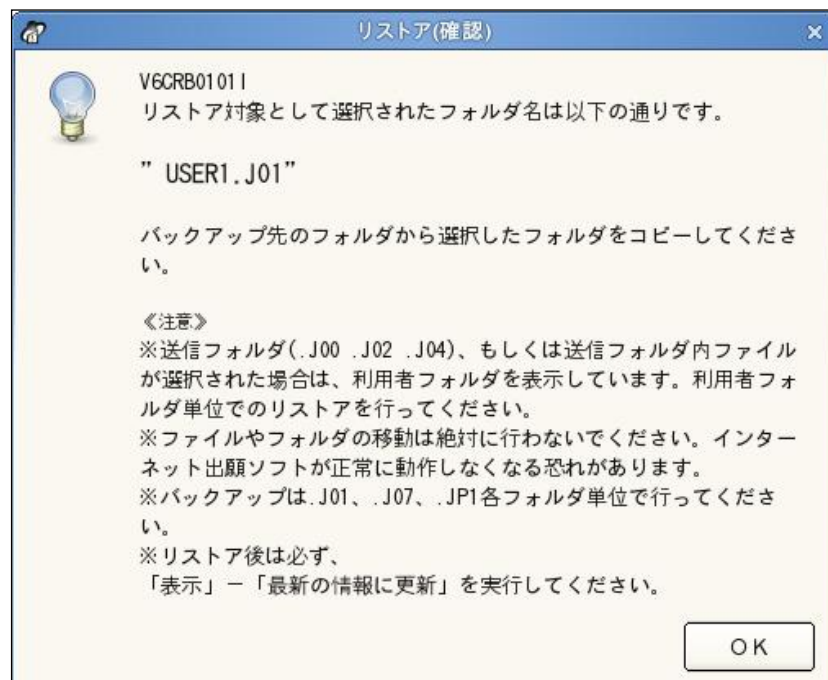 リストア(確認)
V6CRB0101I
リストア対象として選択されたフォルダ名は以下の通りです。
” USER1.J01”
バックアップ先のフォルダから選択したフォルダをコピーしてくださ
い。
≪注意≫
※送信フォルダ(.J00 .J02 .J04)、もしくは送信フォルダ内ファイル
が選択された場合は、利用者フォルダを表示しています。利用者フォ
ルダ単位でのリストアを行ってください。
※ファイルやフォルダの移動は絶対に行わないでください。インター
ネット出願ソフトが正常に動作しなくなる恐れがあります。
※バックアップは.J01、.J07、.JP1各フォルダ単位で行ってくださ
い。
※リストア後は必ず、
「表示」－「最新の情報に更新」を実行してください。
OK